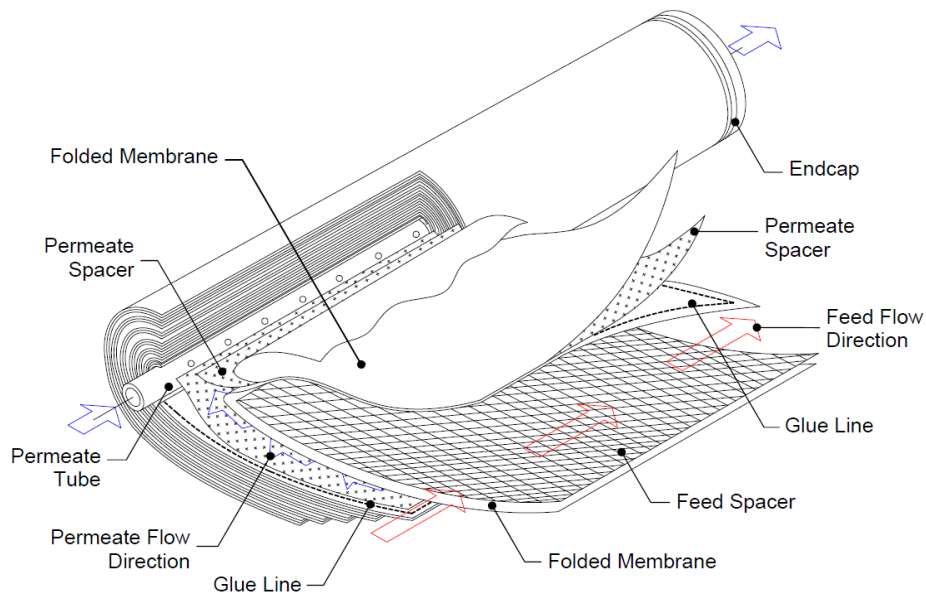 Folded Membrane
Endcap
Permeate
Spacer
Permeate
Spacer
Feed Flow
Direction
Glue Line
Permeate
Tube
Feed Spacer
Permeate Flow
Direction
Folded Membrane
Glue Line